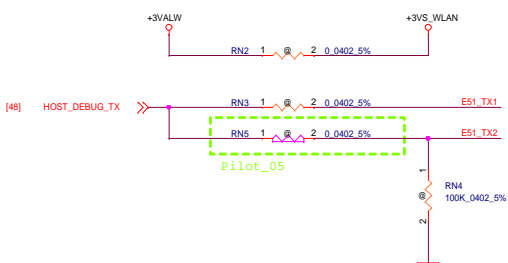 +3VALW
+3VS_WLAN
RN2 1 @ 2 0_0402_5%
[48] HOST_DEBUG_TX RN3 1 @ 2 0_0402_5% E51_TX1
RN5 1 @ 2 0_0402_5% E51_TX2
Pilot_05
1
@
2
RN4
100K_0402_5%